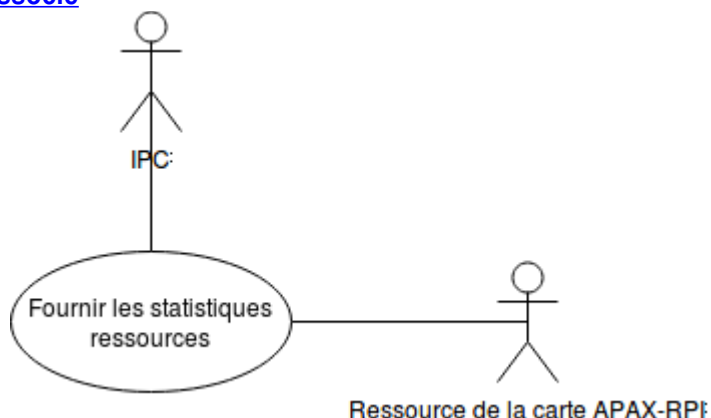 IPC:
Fournir les statistiques
ressources
Ressource de la carte APAX-RPI: